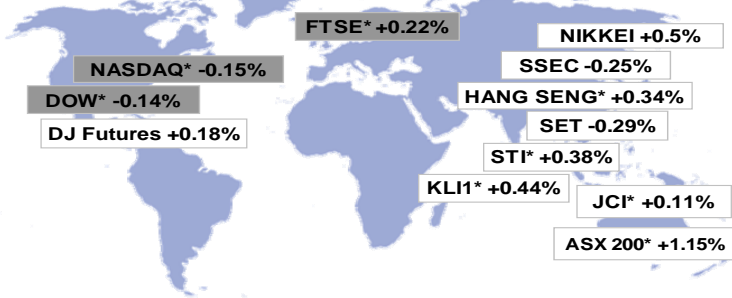 FTSE* +0.22%
NIKKEI +0.5%
NASDAQ* -0.15%
SSEC -0.25%
DOW* -0.14%
HANG SENG* +0.34%
DJ Futures +0.18%
SET -0.29%
STI* +0.38%
KLI1* +0.44%
JCI* +0.11%
ASX 200* +1.15%